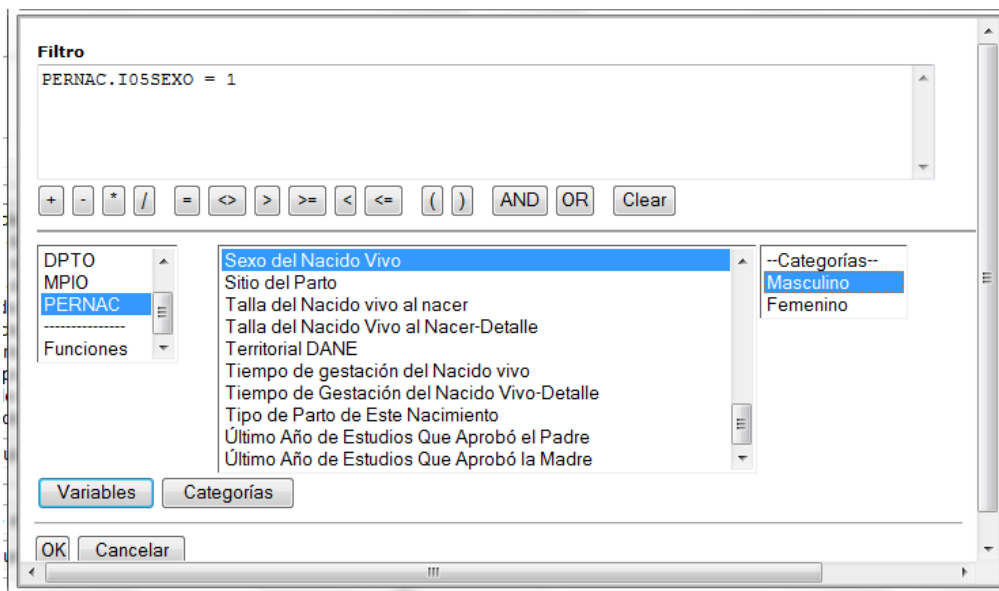 Filtro
PERNAC.I05SEXO = 1
+ - * / = <> > >= < <= ( ) AND OR Clear
DPTO
MPIO
PERNAC
---------------
Funciones
Sexo del Nacido Vivo
Sitio del Parto
Talla del Nacido vivo al nacer
Talla del Nacido Vivo al Nacer-Detalle
Territorial DANE
Tiempo de gestación del Nacido vivo
Tiempo de Gestación del Nacido Vivo-Detalle
Tipo de Parto de Este Nacimiento
Último Año de Estudios Que Aprobó el Padre
Último Año de Estudios Que Aprobó la Madre
--Categorías--
Masculino
Femenino
Variables Categorías
OK Cancelar